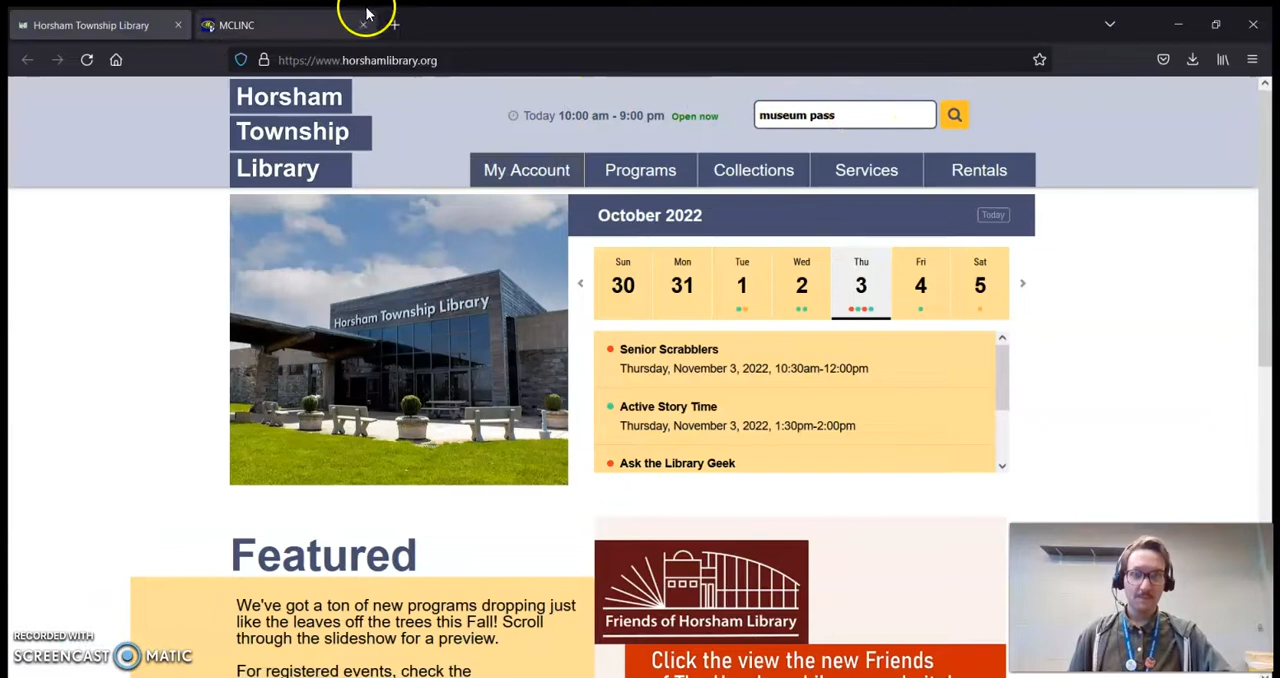 Horsham Township Library
MCLINC
https://www.horshamlibrary.org
Horsham
Township
Library
Today 10:00 am - 9:00 pm Open now
museum pass
My Account Programs Collections Services Rentals
October 2022
Today
Sun Mon Tue Wed Thu Fri Sat
30 31 1 2 3 4 5
Horsham Township Library
Senior Scrabblers
Thursday, November 3, 2022, 10:30am-12:00pm
Active Story Time
Thursday, November 3, 2022, 1:30pm-2:00pm
Ask the Library Geek
Featured
We've got a ton of new programs dropping just
like the leaves off the trees this Fall! Scroll
through the slideshow for a preview.
For registered events, check the
Friends of Horsham Library
Click the view the new Friends
RECORDED WITH
SCREENCAST MATIC